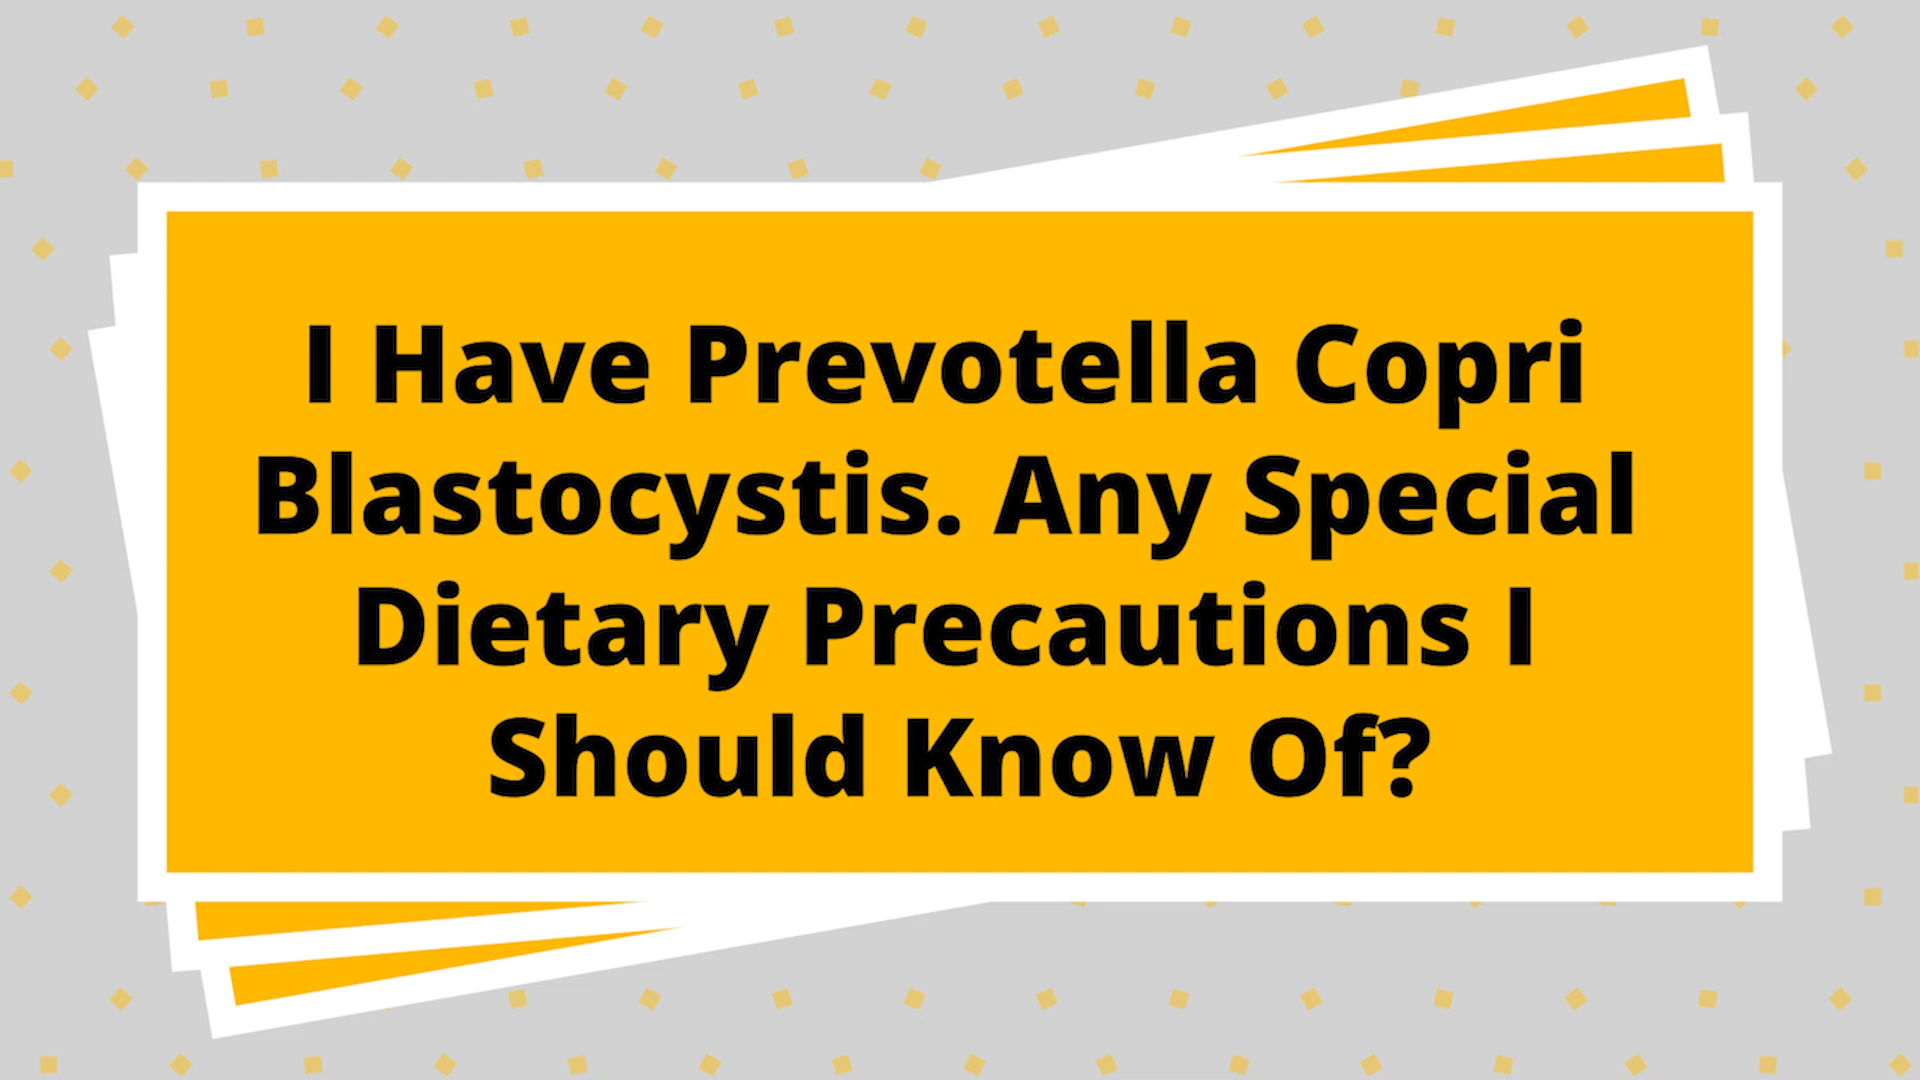 I Have Prevotella Copri
Blastocystis. Any Special
Dietary Precautions I
Should Know Of?